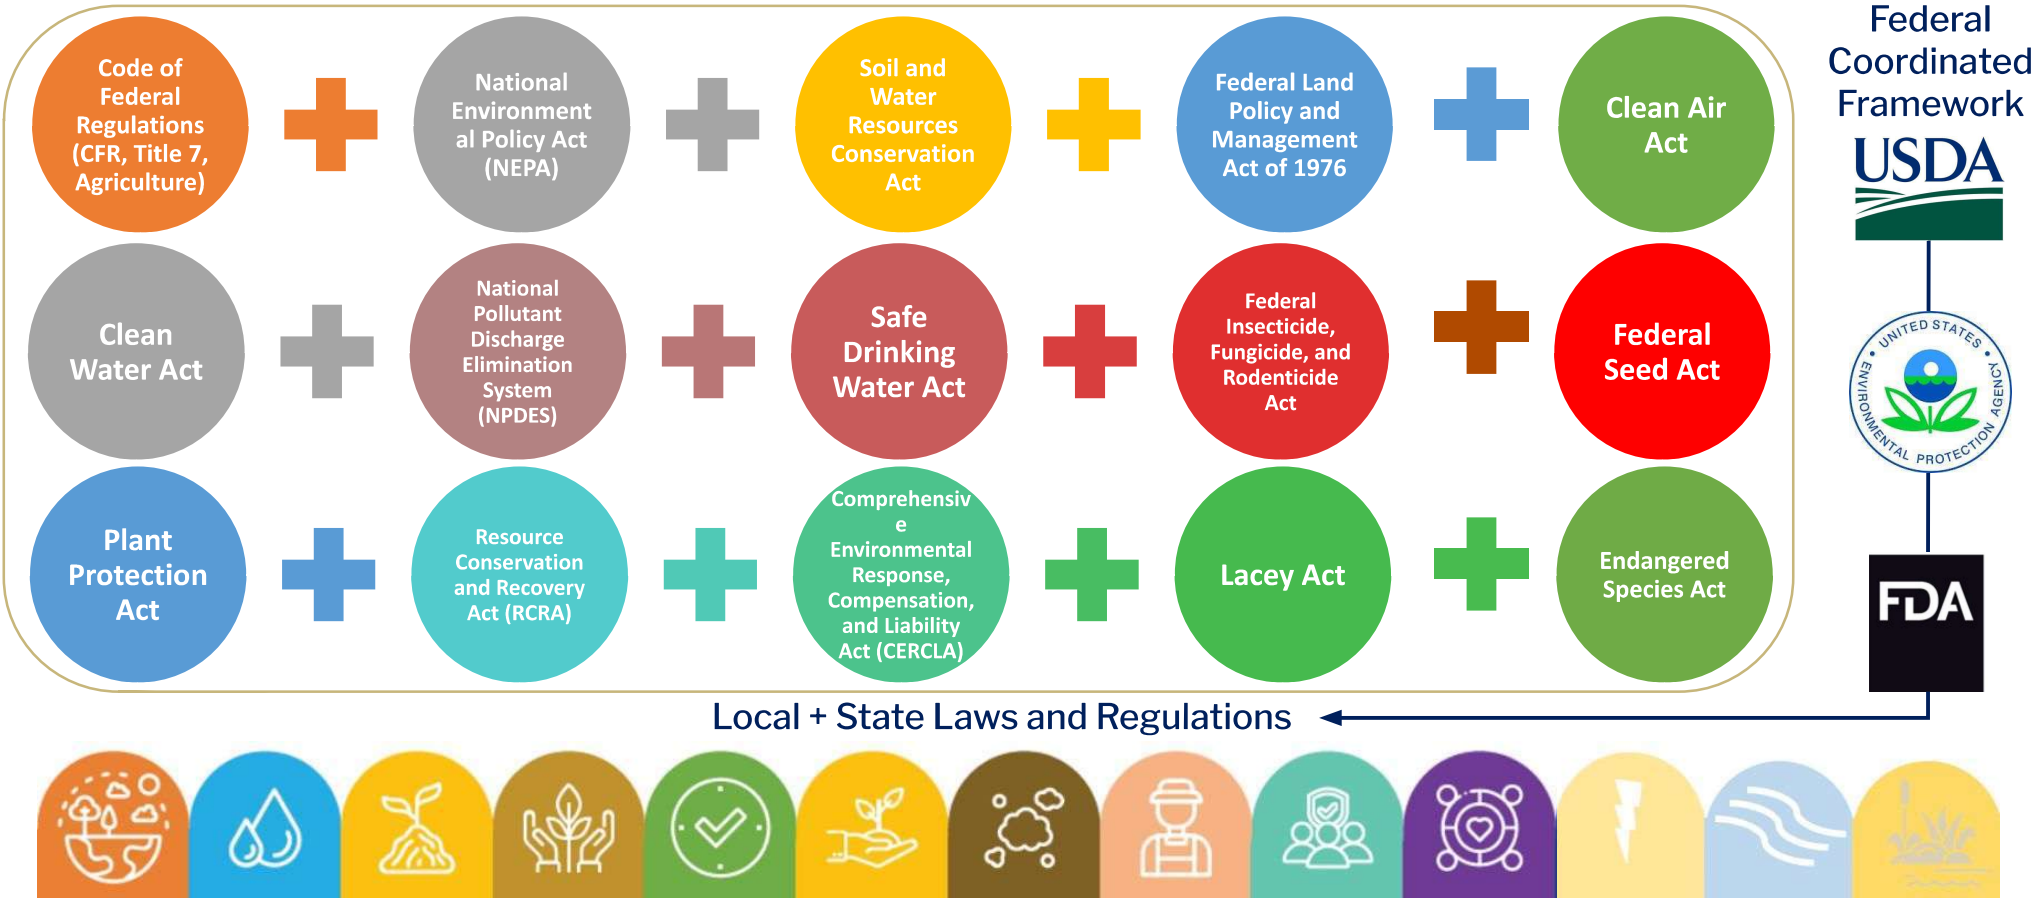 Code of
Federal
Regulations
(CFR, Title 7,
Agriculture)
National
Environment
al Policy Act
(NEPA)
Soil and
Water
Resources
Conservation
Act
Federal Land
Policy and
Management
Act of 1976
Clean Air
Act
Clean
Water Act
National
Pollutant
Discharge
Elimination
System
(NPDES)
Safe
Drinking
Water Act
Federal
Insecticide,
Fungicide, and
Rodenticide
Act
Federal
Seed Act
Plant
Protection
Act
Resource
Conservation
and Recovery
Act (RCRA)
Comprehensiv
e
Environmental
Response,
Compensation,
and Liability
Act (CERCLA)
Lacey Act
Endangered
Species Act
Federal
Coordinated
Framework
USDA
UNITED STATES
ENVIRONMENTAL PROTECTION AGENCY
FDA
Local + State Laws and Regulations